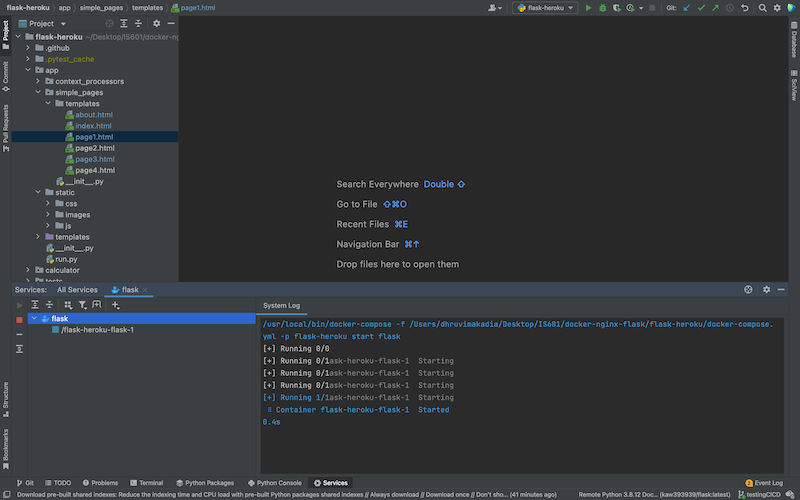 flask-heroku › app › simple_pages › templates › page1.html
flask-heroku
Git:
Project
Project
Commit
Pull Requests
Structure
Bookmarks
Database
SciView
flask-heroku ~/Desktop/IS601/docker-ng
.github
.pytest_cache
app
context_processors
simple_pages
templates
about.html
index.html
page1.html
page2.html
page3.html
page4.html
__init__.py
static
css
images
js
templates
__init__.py
run.py
calculator
tests
Search Everywhere Double ⇧
Go to File ⇧⌘O
Recent Files ⌘E
Navigation Bar ⌘↑
Drop files here to open them
Services: All Services flask ×
flask
/flask-heroku-flask-1
System Log
/usr/local/bin/docker-compose -f /Users/dhruvimakadia/Desktop/IS601/docker-nginx-flask/flask-heroku/docker-compose.
yml -p flask-heroku start flask
[+] Running 0/0
[+] Running 0/1ask-heroku-flask-1 Starting
[+] Running 0/1ask-heroku-flask-1 Starting
[+] Running 0/1ask-heroku-flask-1 Starting
[+] Running 1/1ask-heroku-flask-1 Starting
⠿ Container flask-heroku-flask-1 Started
0.4s
Git TODO Problems Terminal Python Packages Python Console Services 2 Event Log
Download pre-built shared indexes: Reduce the indexing time and CPU load with pre-built Python packages shared indexes // Always download // Download once // Don't sho... (41 minutes ago) Remote Python 3.8.12 Doc... (kaw393939/flask:latest) testingCICD